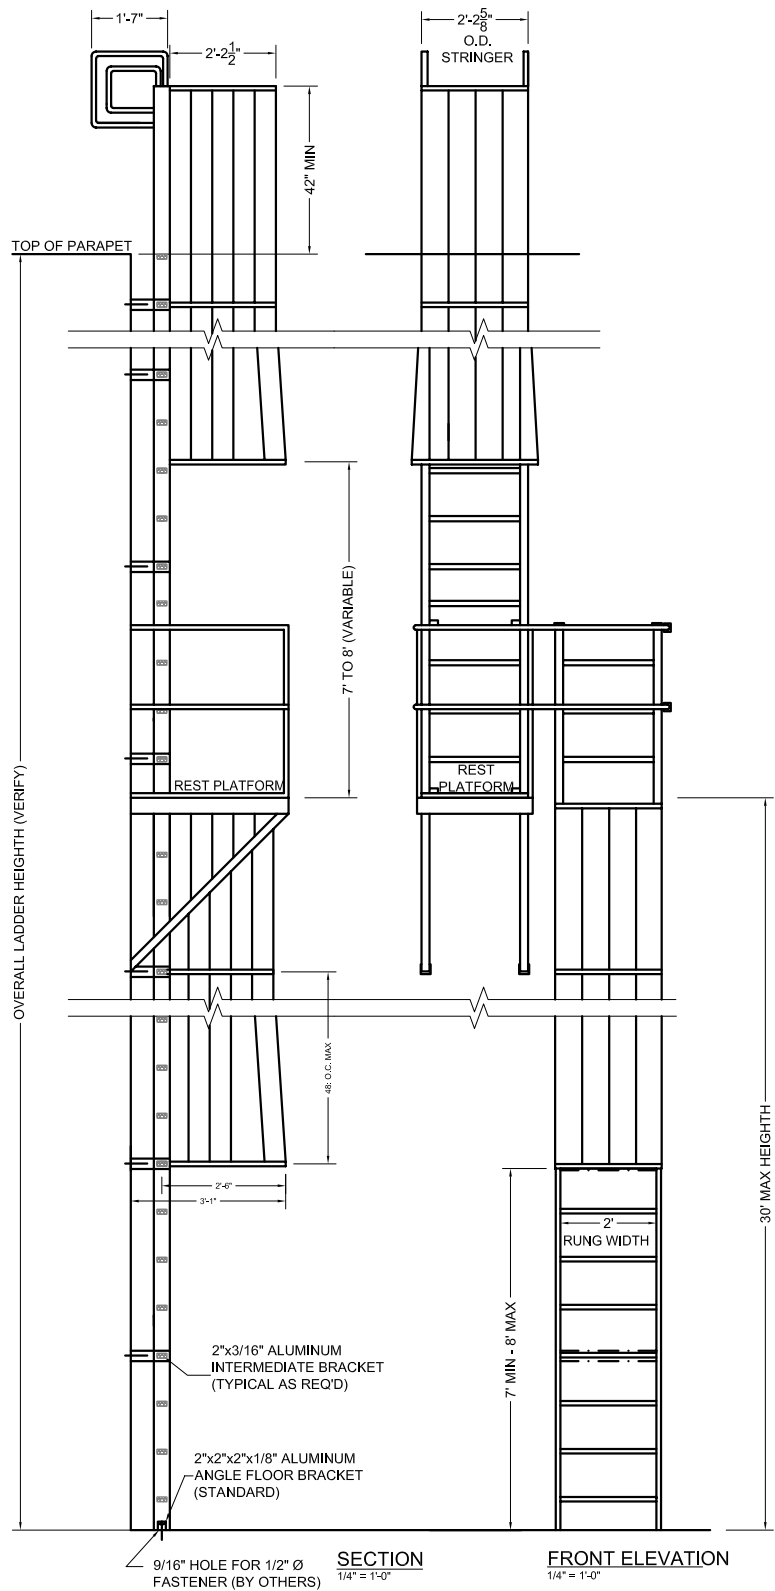 1'-7"
2'-2 1/2"
2'-2 5/8"
O.D.
STRINGER
42" MIN
TOP OF PARAPET
7' TO 8' (VARIABLE)
REST PLATFORM
REST
PLATFORM
OVERALL LADDER HEIGHTH (VERIFY)
48: O.C. MAX
2'-6"
3'-1"
30' MAX HEIGHTH
2'
RUNG WIDTH
7' MIN - 8' MAX
2"x3/16" ALUMINUM
INTERMEDIATE BRACKET
(TYPICAL AS REQ'D)
2"x2"x2"x1/8" ALUMINUM
ANGLE FLOOR BRACKET
(STANDARD)
9/16" HOLE FOR 1/2" Ø
FASTENER (BY OTHERS)
SECTION
1/4" = 1'-0"
FRONT ELEVATION
1/4" = 1'-0"